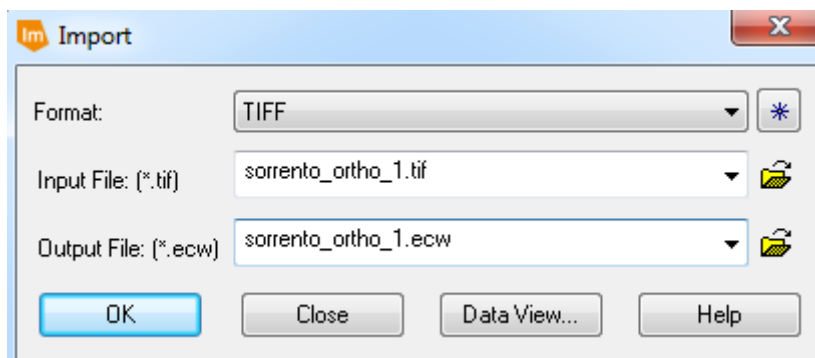 Im Import X
Format: TIFF *
Input File: (*.tif) sorrento_ortho_1.tif
Output File: (*.ecw) sorrento_ortho_1.ecw
OK Close Data View... Help